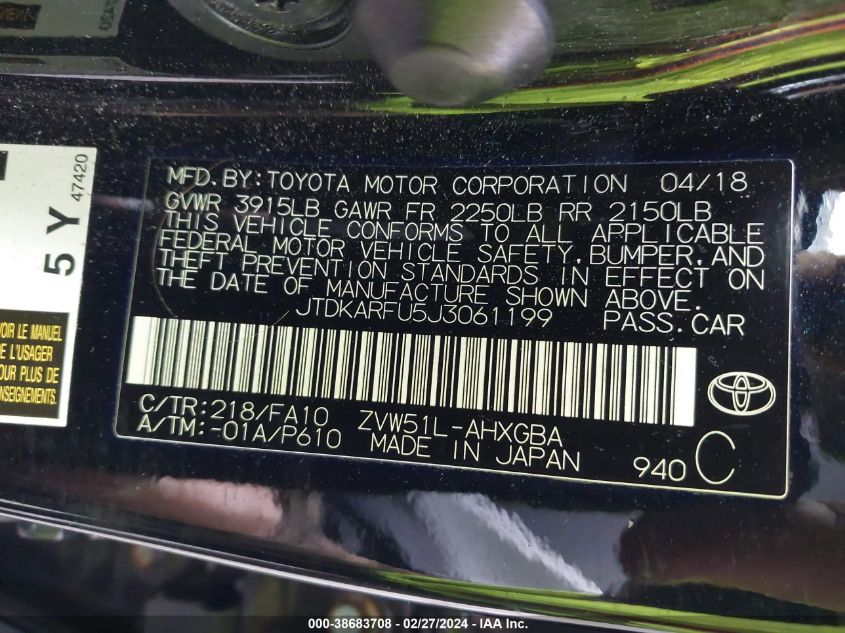 47420
5 Y
VOIR LE MANUEL
DE L'USAGER
POUR PLUS DE
RENSEIGNEMENTS.
MFD.BY:TOYOTA MOTOR CORPORATION 04/18
GVWR 3915LB GAWR FR 2250LB RR 2150LB
THIS VEHICLE CONFORMS TO ALL APPLICABLE
FEDERAL MOTOR VEHICLE SAFETY,BUMPER,AND
THEFT PREVENTION STANDARDS IN EFFECT ON
THE DATE OF MANUFACTURE SHOWN ABOVE.
JTDKARFU5J3061199 PASS.CAR
C/TR:218/FA10 ZVW51L-AHXGBA
A/TM:-01A/P610 MADE IN JAPAN
940 C
000-38683708 - 02/27/2024 - IAA Inc.